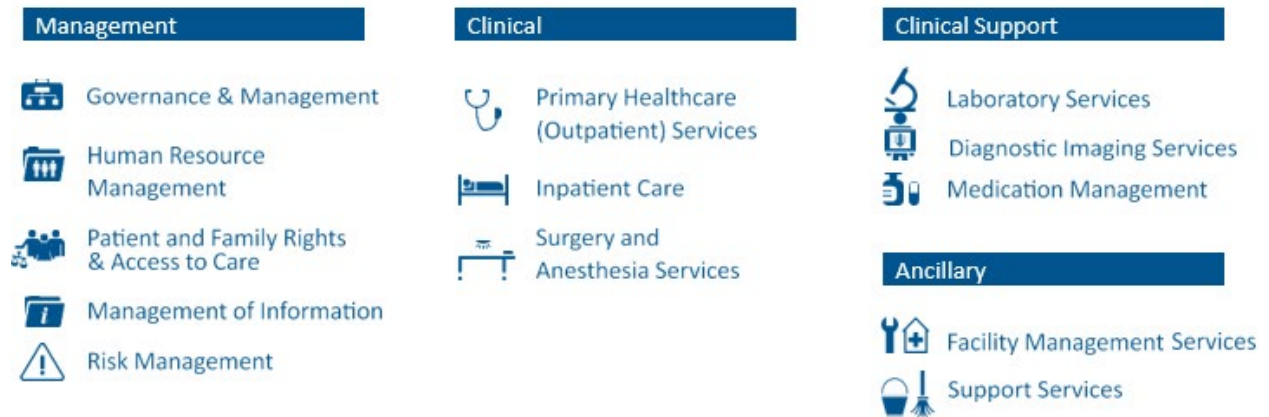 Management
Governance & Management
Human Resource
Management
Patient and Family Rights
& Access to Care
Management of Information
Risk Management
Clinical
Primary Healthcare
(Outpatient) Services
Inpatient Care
Surgery and
Anesthesia Services
Clinical Support
Laboratory Services
Diagnostic Imaging Services
Medication Management
Ancillary
Facility Management Services
Support Services